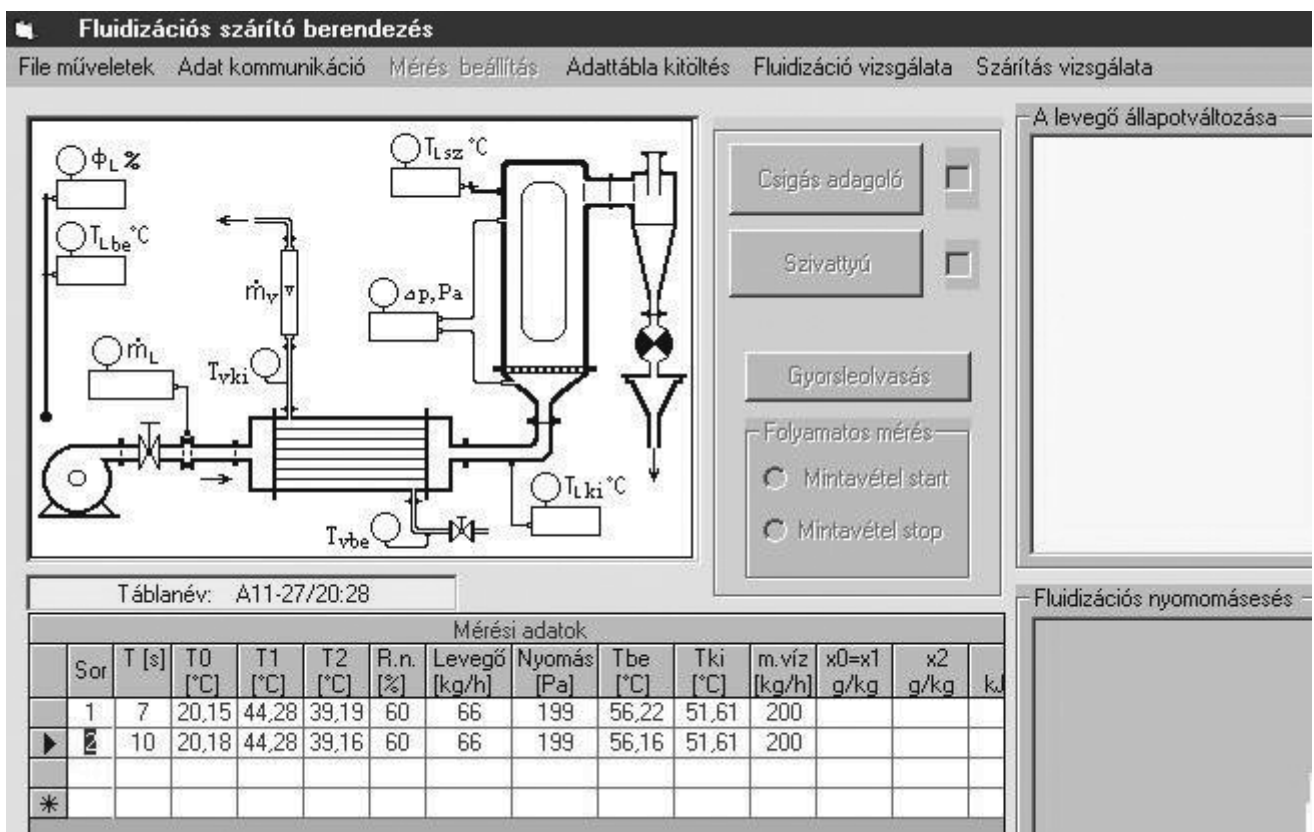 Fluidizációs szárító berendezés
File műveletek Adat kommunikáció Mérés beállítás Adattábla kitöltés Fluidizáció vizsgálata Szárítás vizsgálata
ϕL %
TLbe °C
ṁL
ṁv
Tvki
TLsz °C
Δp, Pa
TLki °C
Tvbe
Csigás adagoló
Szivattyú
Gyorsleolvasás
Folyamatos mérés
Mintavétel start
Mintavétel stop
A levegő állapotváltozása
Fluidizációs nyomomásesés
Táblanév: A11-27/20:28
Mérési adatok
Sor T [s] T0 [°C] T1 [°C] T2 [°C] R.n. [%] Levegő [kg/h] Nyomás [Pa] Tbe [°C] Tki [°C] m.víz [kg/h] x0=x1 g/kg x2 g/kg kJ
1 7 20,15 44,28 39,19 60 66 199 56,22 51,61 200
2 10 20,18 44,28 39,16 60 66 199 56,16 51,61 200